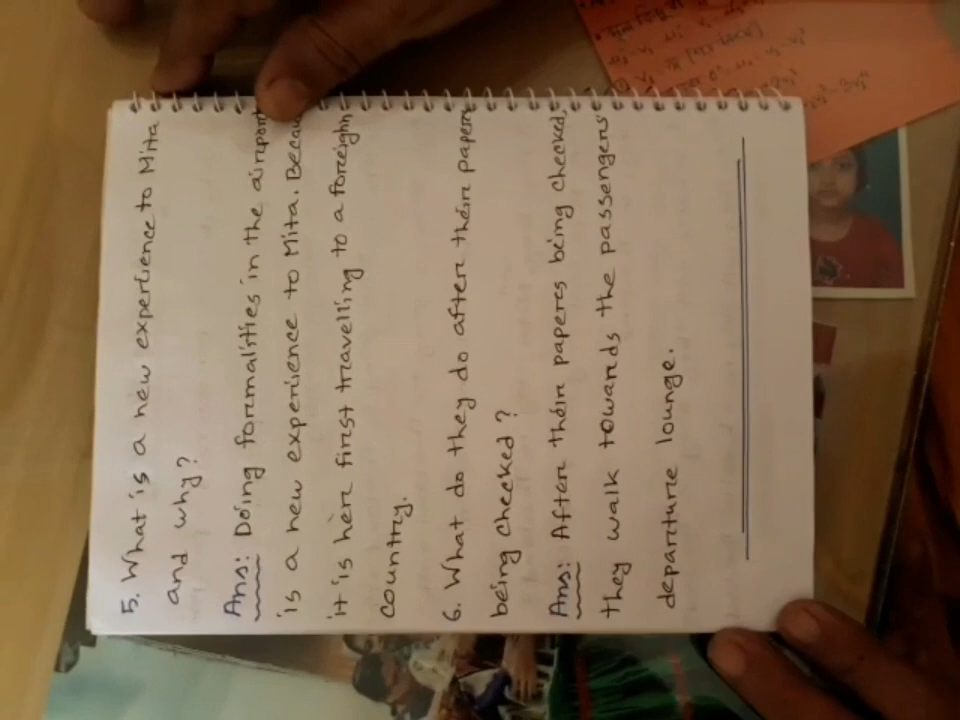 5. What is a new experience to Mita
and why?
Ans: Doing formalities in the airport
is a new experience to Mita. Becau
it is here first travelling to a foreighn
country.
6. What do they do after their papers
being checked?
Ans: After their papers being checked,
they walk towards the passengers'
departure lounge.